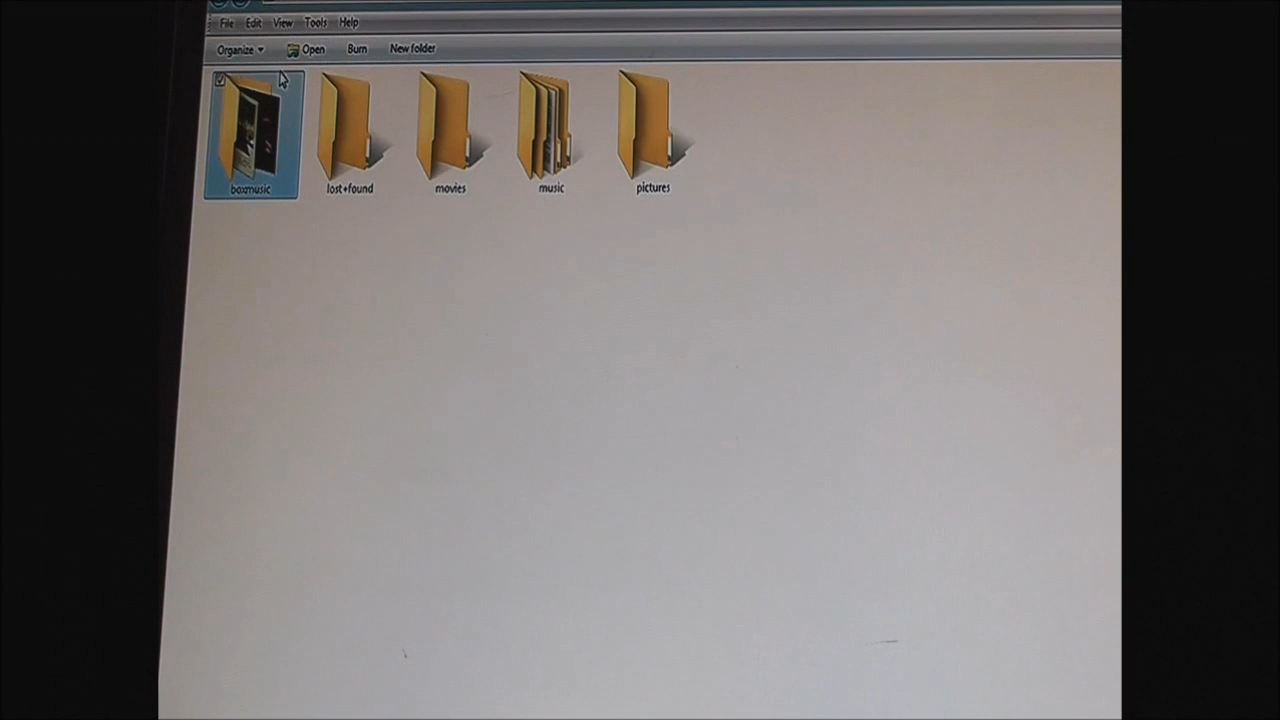 File Edit View Tools Help
Organize Open Burn New folder
boxmusic lost+found movies music pictures